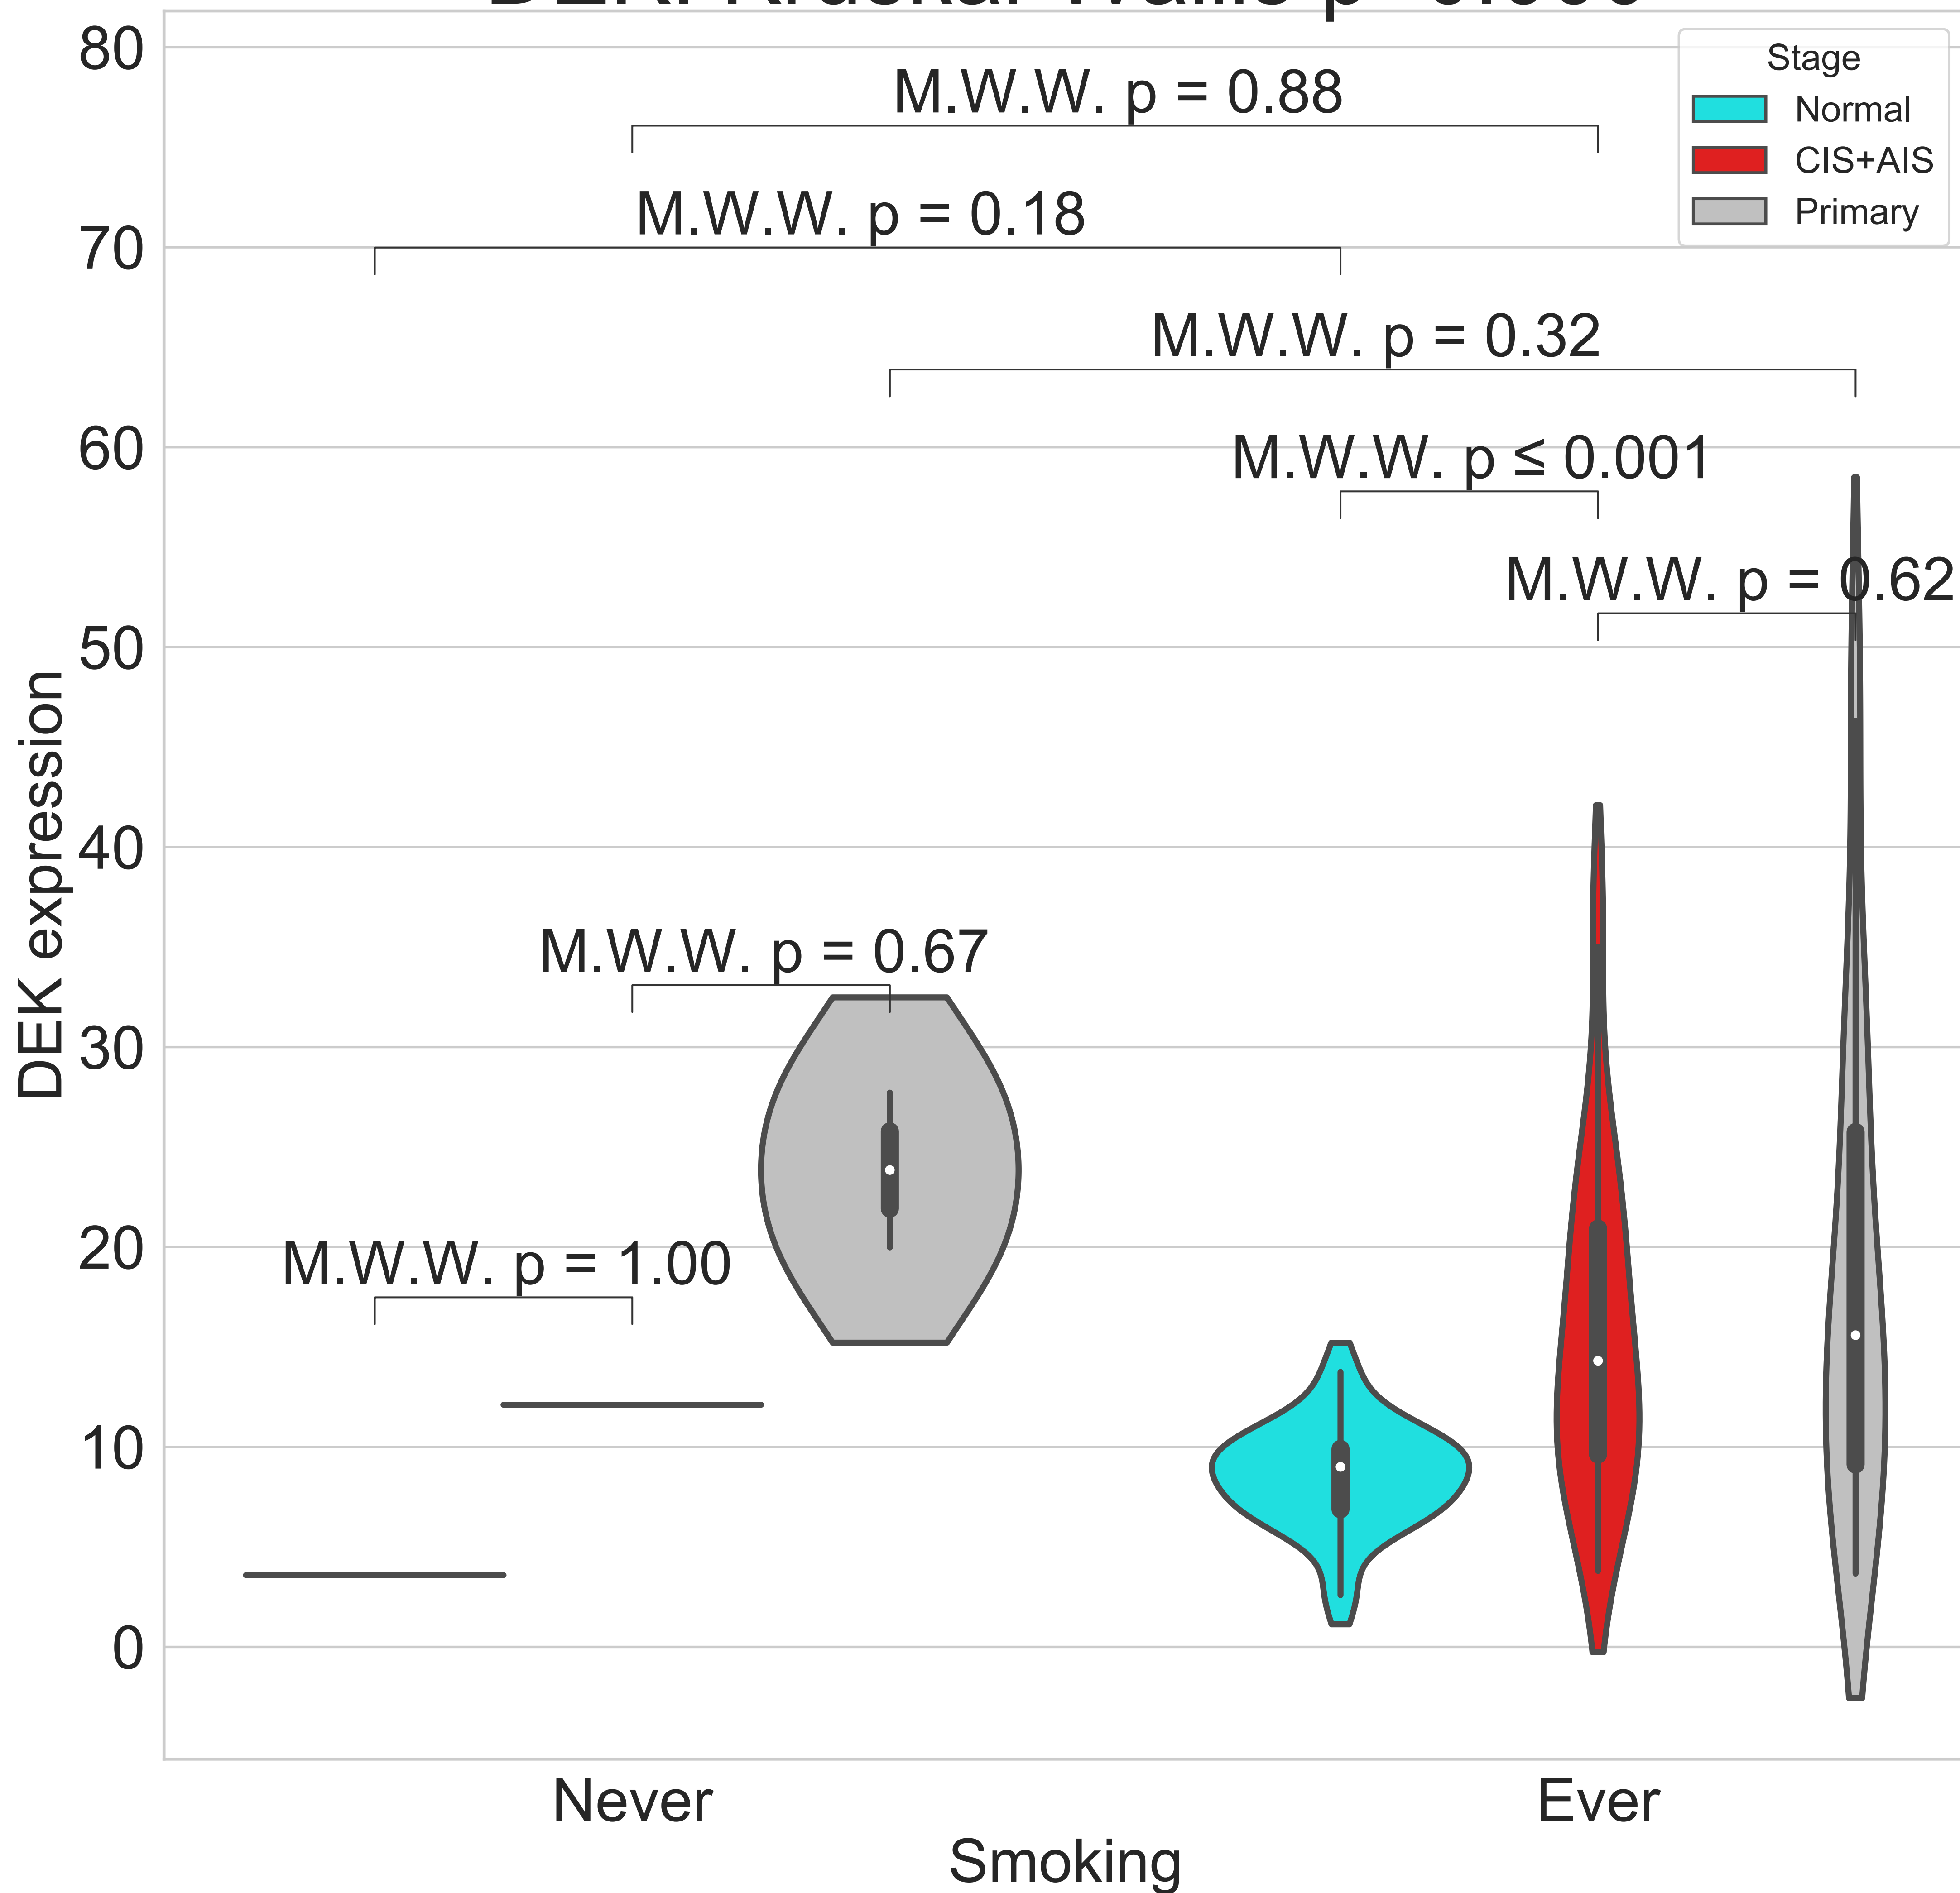 80
M.W.W. p = 0.88
Stage
Normal
CIS+AIS
Primary
M.W.W. p = 0.18
70
M.W.W. p = 0.32
60
M.W.W. p ≤ 0.001
M.W.W. p = 0.62
50
DEK expression
40
M.W.W. p = 0.67
30
20
M.W.W. p = 1.00
10
0
Never
Ever
Smoking